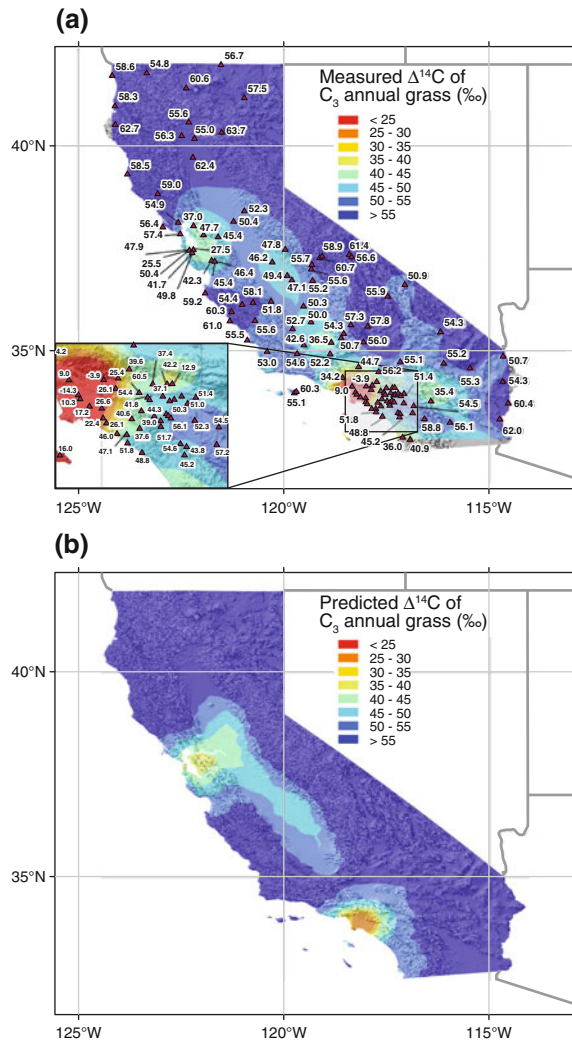 (a)
56.7
58.6 54.8
60.6 57.5
58.3
55.6
62.7 56.3 55.0 63.7
62.4
58.5
59.0
54.9 37.0 52.3
56.4 47.7 50.4
57.4 45.4 47.8 58.9 61.4
47.9 27.5 46.2 55.7 56.6
25.5 60.7
50.4 46.4 49.4 50.9
41.7 42.3 47.1 55.6
49.8 45.4 55.2 55.9
59.2 54.4 58.1 51.8 50.3
60.3 50.0
61.0 55.6 52.7 54.3 57.3 57.8 54.3
55.5 42.6 36.5 50.7 56.0
53.0 54.6 52.2 44.7 55.1 55.2 50.7
34.2 -3.9 56.2 51.4 55.3 54.3
60.3 9.0 35.4
55.1 54.5 60.4
51.8 58.8 56.1 62.0
48.8
45.2 36.0 40.9
Measured Δ¹⁴C of
C₃ annual grass (‰)
< 25
25 - 30
30 - 35
35 - 40
40 - 45
45 - 50
50 - 55
> 55
4.2 37.4
39.6 42.2 12.9
9.0 -3.9 25.4 60.5
-14.3 26.1 54.4 37.1 51.4
10.3 26.6 41.8 51.0
17.2 44.3 50.3
22.4 40.6 39.0 56.1 52.3 54.5
26.1
46.0 37.6 51.7
47.1 54.6 43.8 57.2
16.0 51.8
48.8 45.2
40°N
35°N
125°W 120°W 115°W
(b)
Predicted Δ¹⁴C of
C₃ annual grass (‰)
< 25
25 - 30
30 - 35
35 - 40
40 - 45
45 - 50
50 - 55
> 55
40°N
35°N
125°W 120°W 115°W